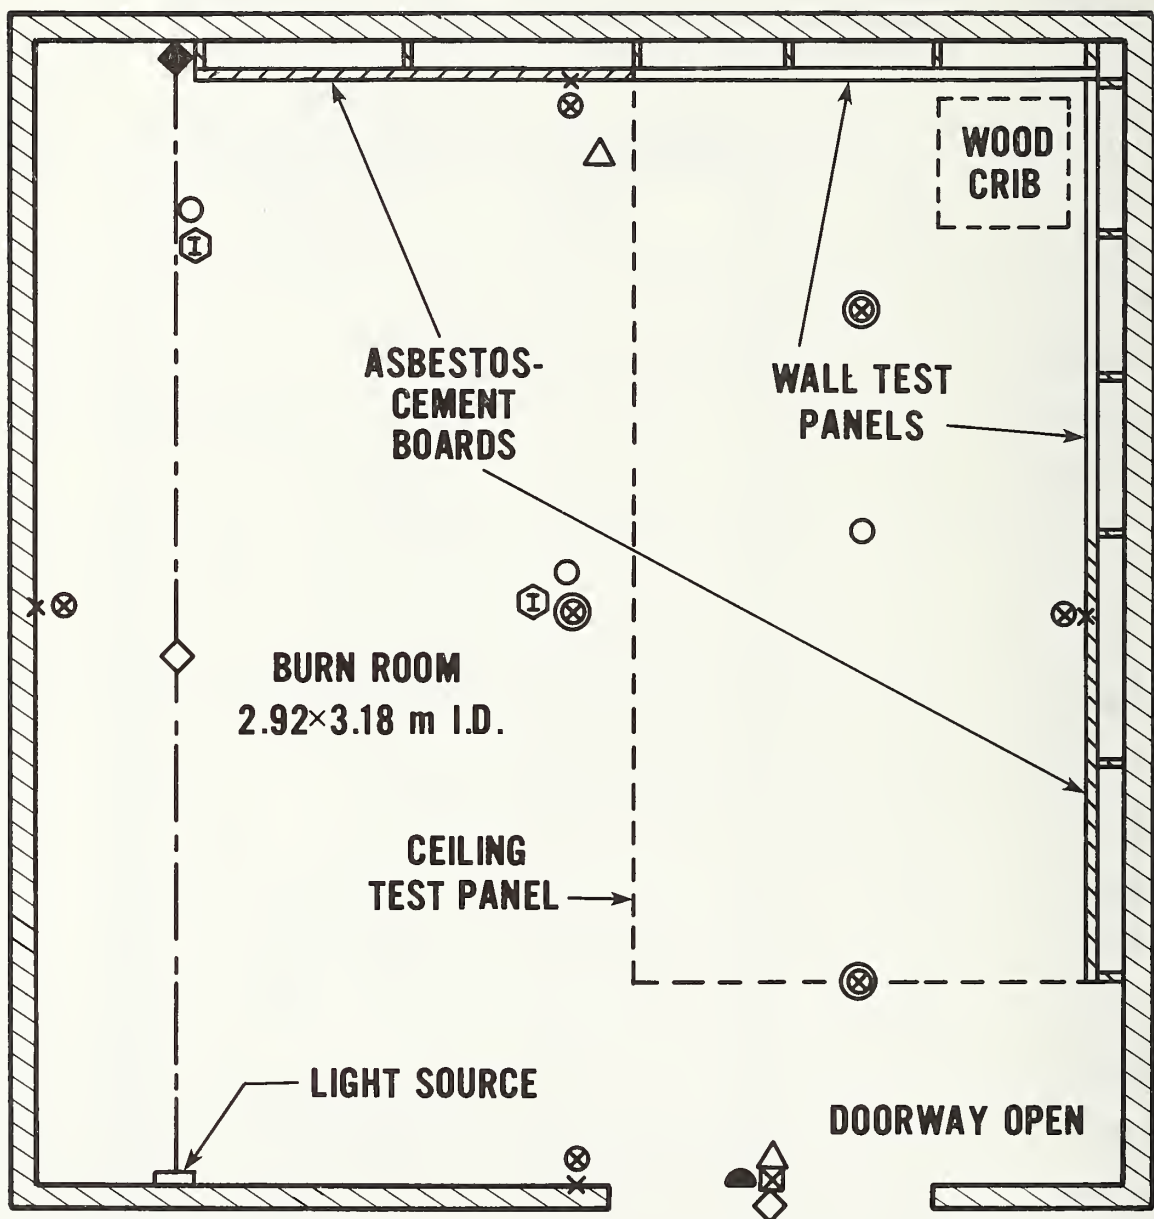 WOOD
CRIB
ASBESTOS-
CEMENT
BOARDS
WALL TEST
PANELS
I
I
BURN ROOM
2.92×3.18 m I.D.
CEILING
TEST PANEL
LIGHT SOURCE
DOORWAY OPEN